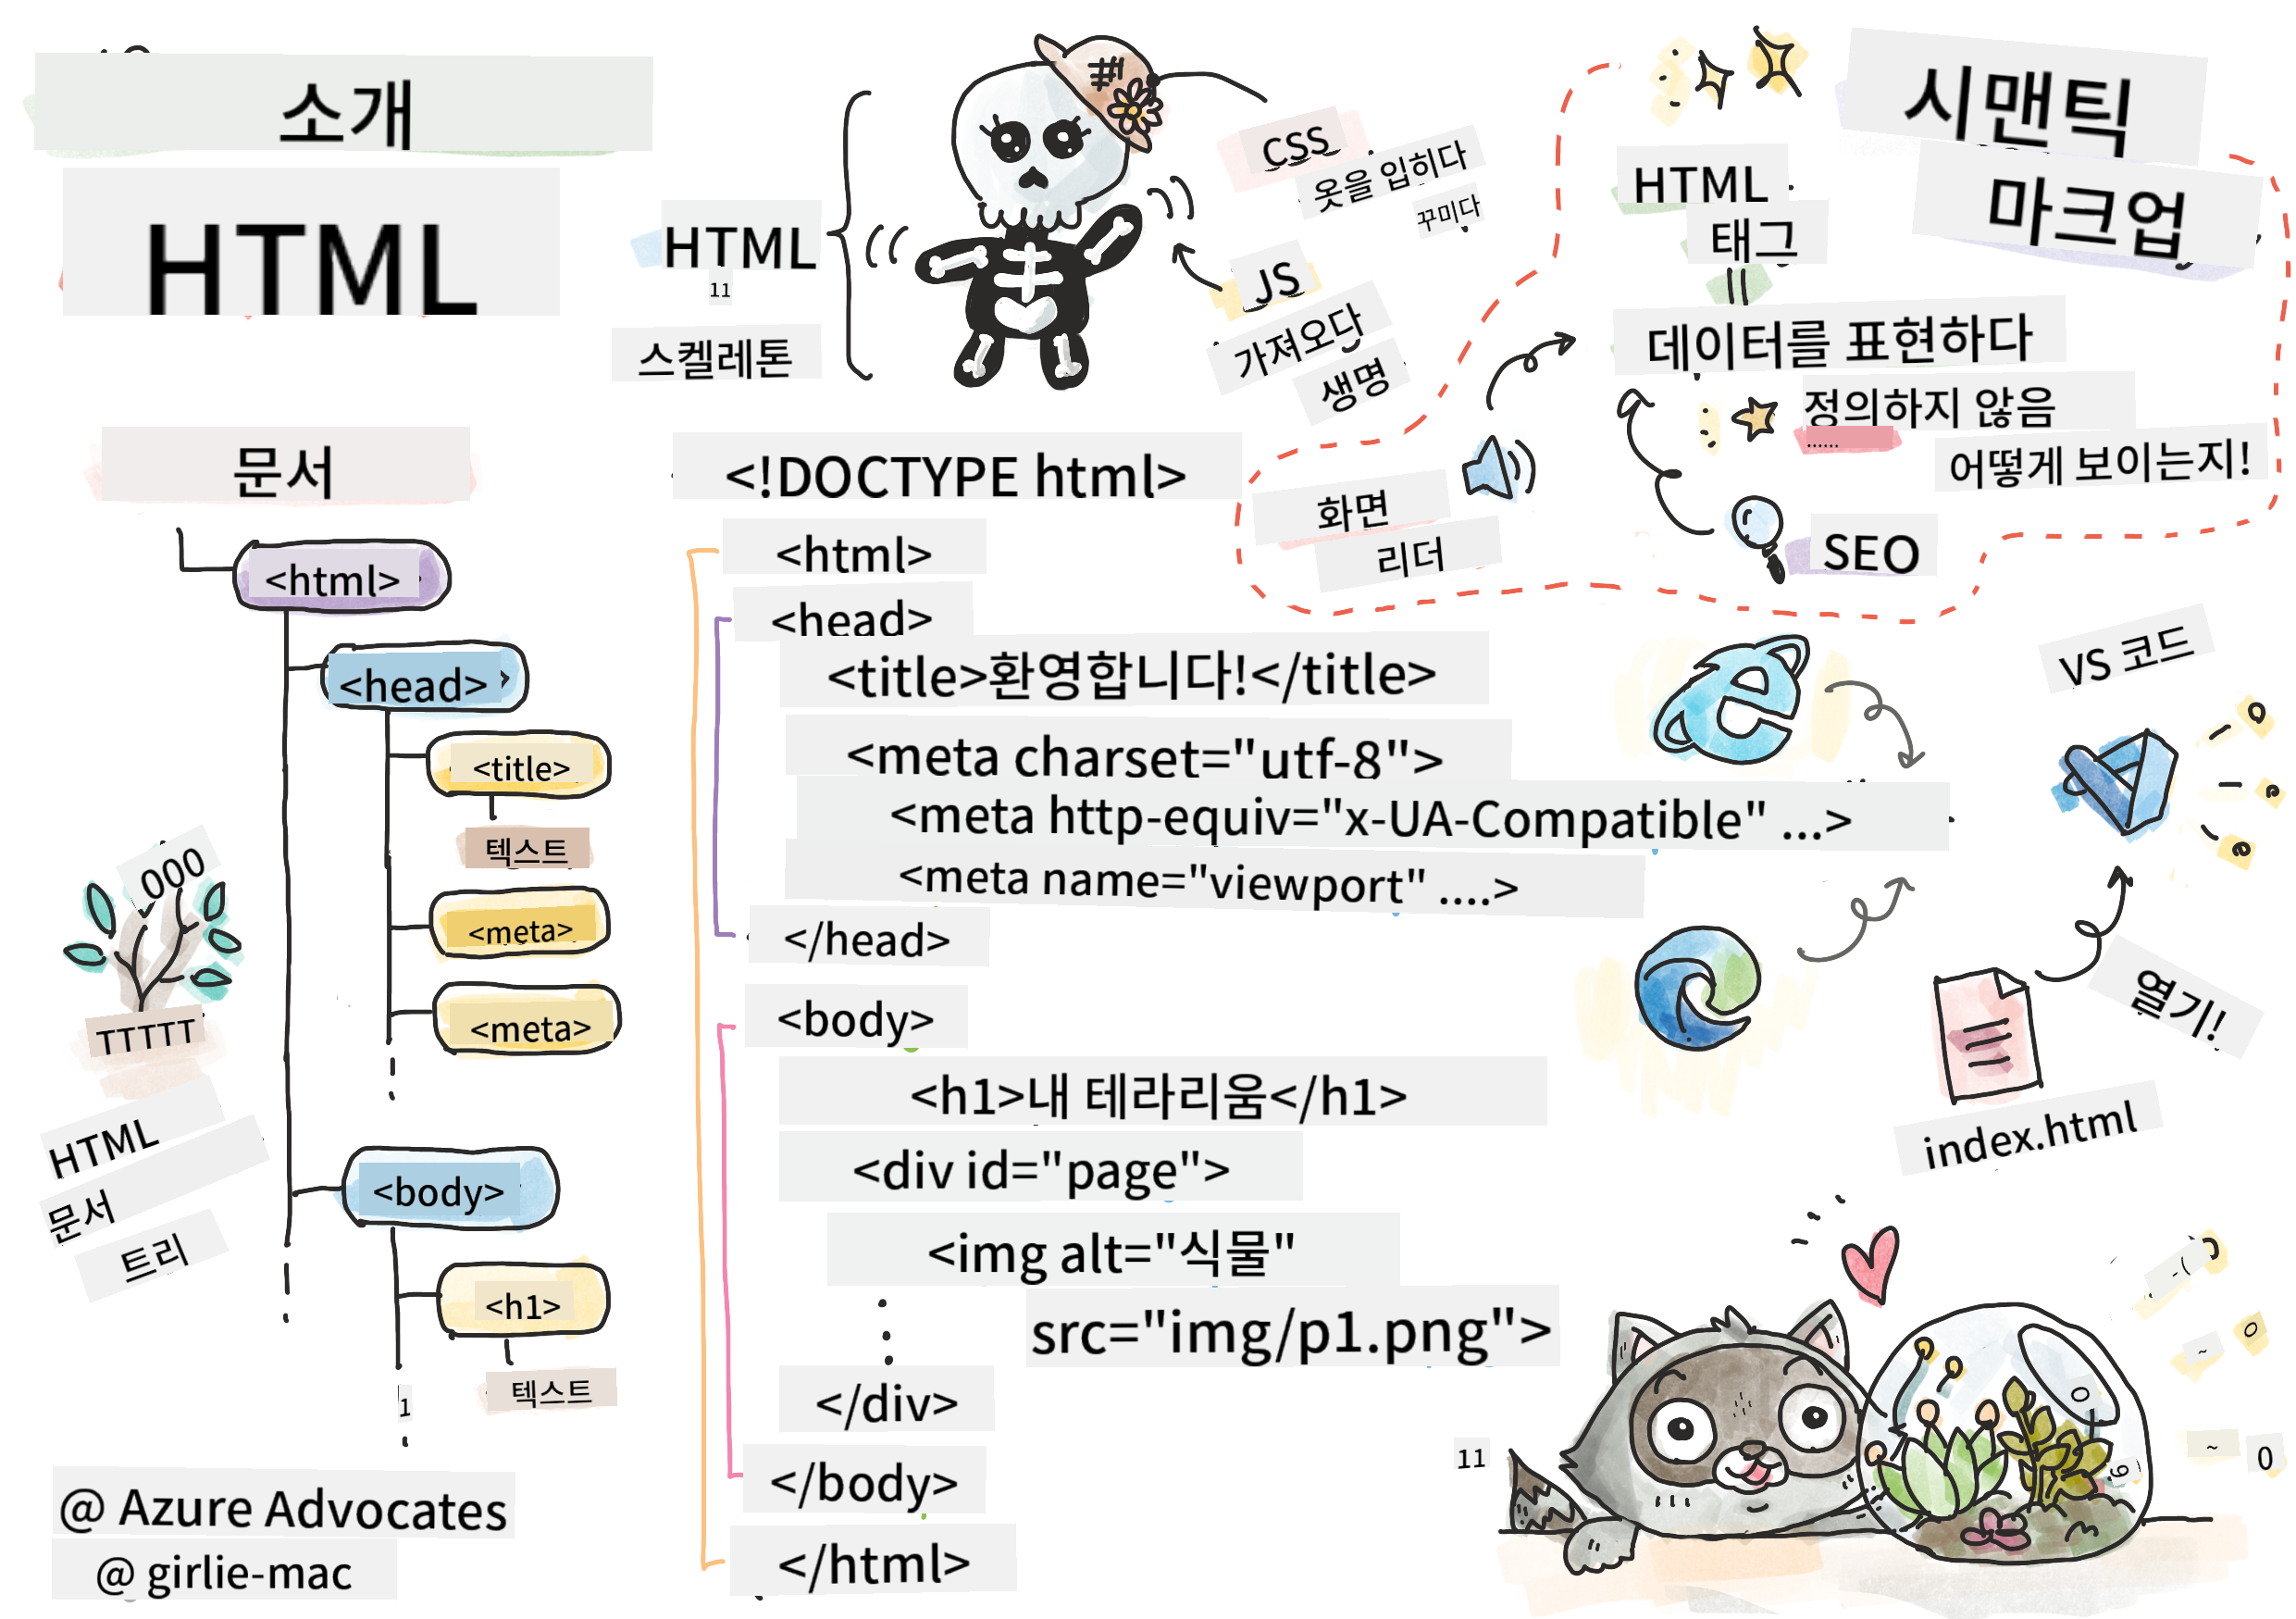 소개
HTML
HTML
11
스켈레톤
CSS
옷을 입히다
꾸미다
JS
가져오다
생명
시맨틱
마크업
HTML
태그
데이터를 표현하다
정의하지 않음
......
어떻게 보이는지!
화면
리더
SEO
문서
<html>
<head>
<title>
텍스트
<meta>
<meta>
<body>
<h1>
텍스트
1
000
TTTTT
HTML
문서
트리
<!DOCTYPE html>
<html>
<head>
<title>환영합니다!</title>
<meta charset="utf-8">
<meta http-equiv="x-UA-Compatible" ...>
<meta name="viewport" ....>
</head>
<body>
<h1>내 테라리움</h1>
<div id="page">
<img alt="식물"
src="img/p1.png">
</div>
</body>
</html>
VS 코드
열기!
index.html
11
@ Azure Advocates
@ girlie-mac